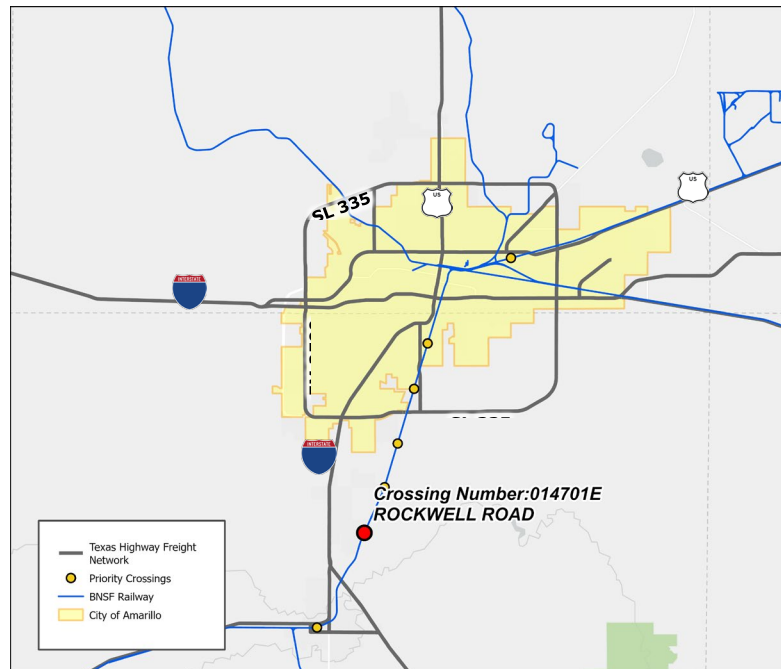 SL 335
US
US
INTERSTATE
INTERSTATE
Crossing Number:014701E
ROCKWELL ROAD
Texas Highway Freight
Network
Priority Crossings
BNSF Railway
City of Amarillo